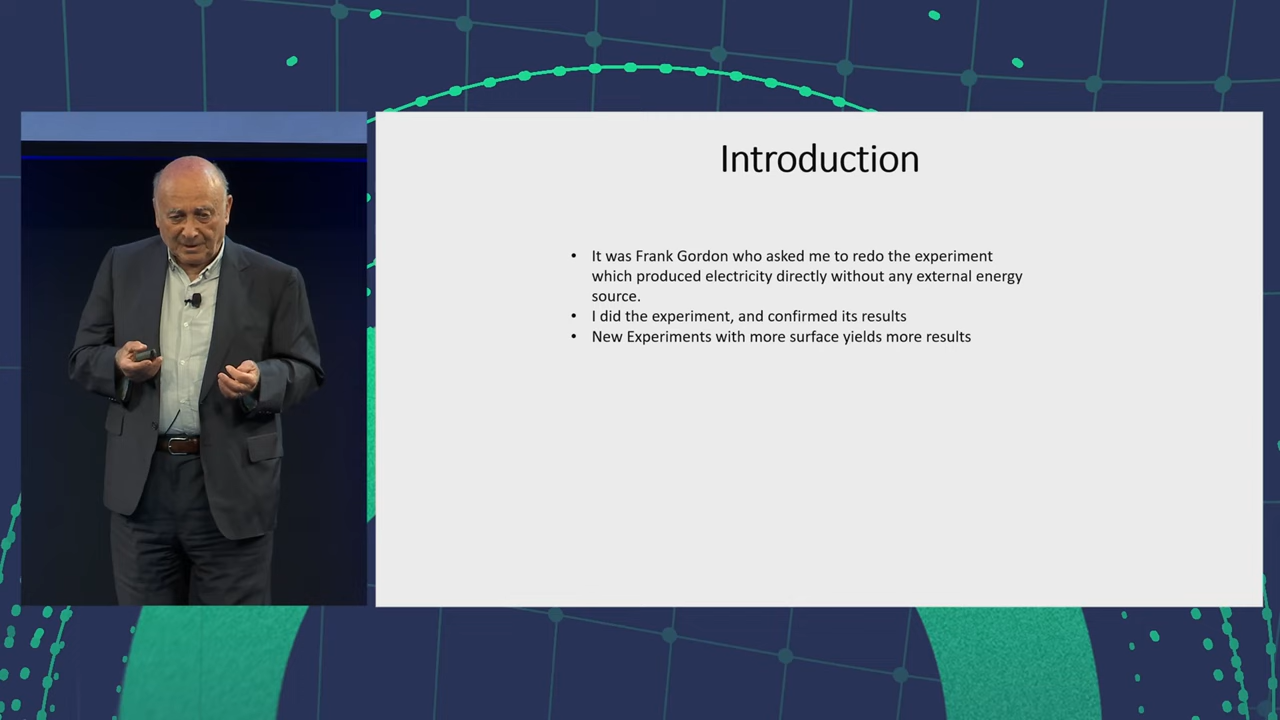 Introduction
• It was Frank Gordon who asked me to redo the experiment
which produced electricity directly without any external energy
source.
• I did the experiment, and confirmed its results
• New Experiments with more surface yields more results